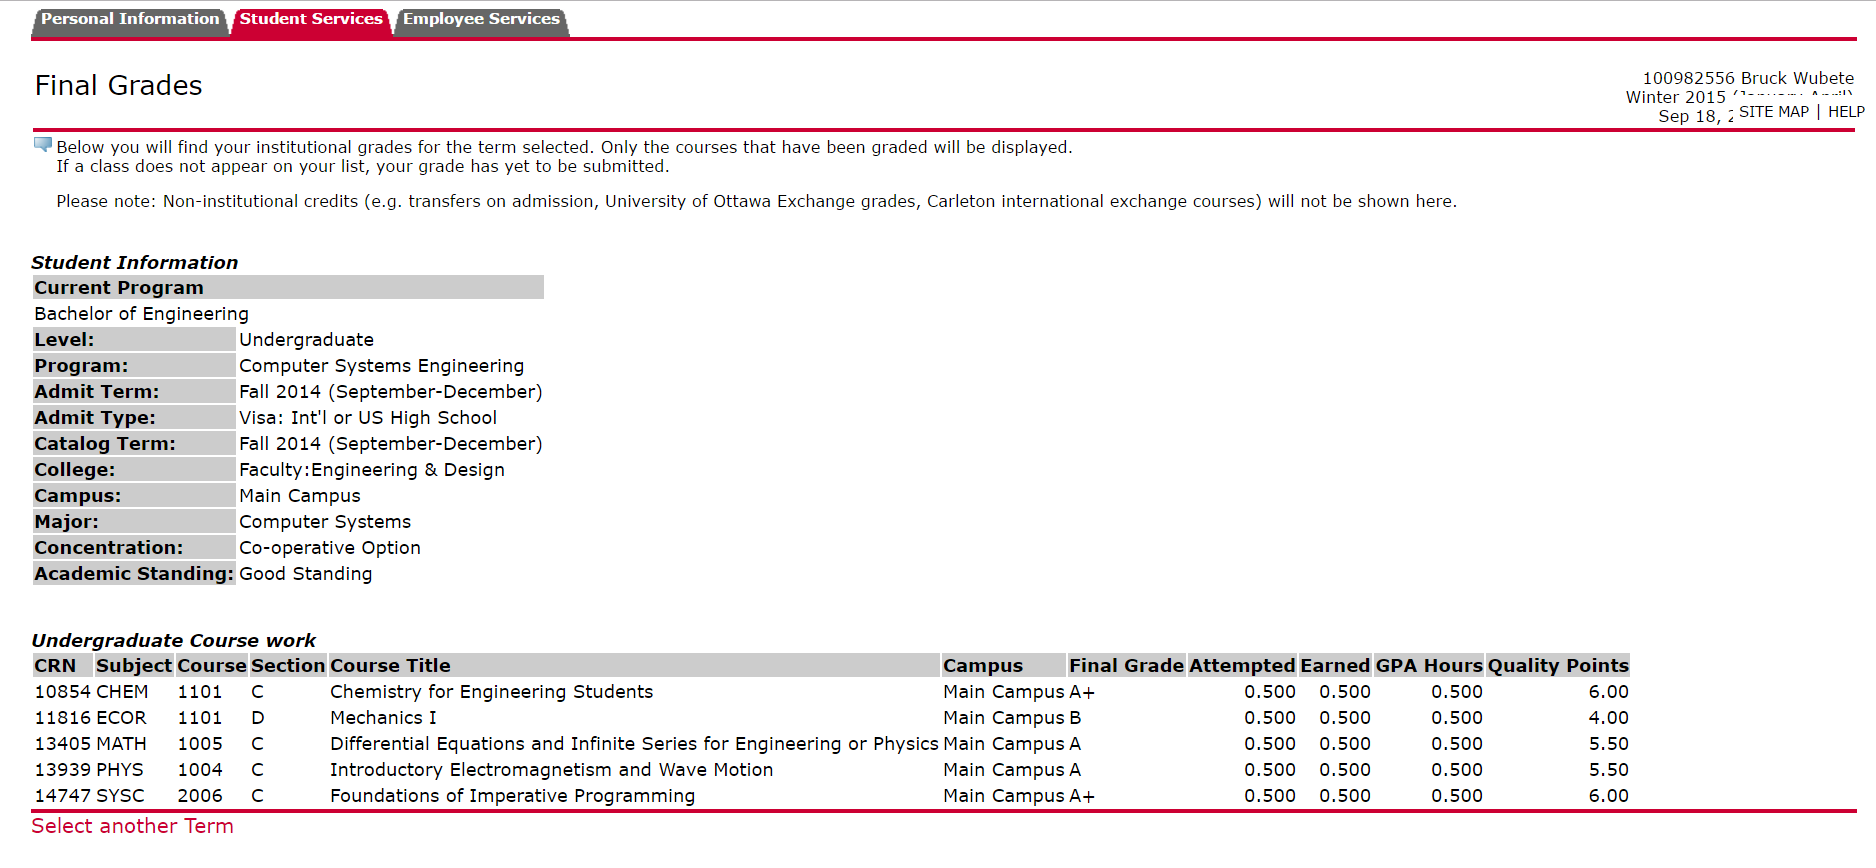 Personal Information Student Services Employee Services
Final Grades
100982556 Bruck Wubete
Winter 2015
Sep 18,
SITE MAP | HELP
Below you will find your institutional grades for the term selected. Only the courses that have been graded will be displayed.
If a class does not appear on your list, your grade has yet to be submitted.
Please note: Non-institutional credits (e.g. transfers on admission, University of Ottawa Exchange grades, Carleton international exchange courses) will not be shown here.
Student Information
Current Program
Bachelor of Engineering
Level: Undergraduate
Program: Computer Systems Engineering
Admit Term: Fall 2014 (September-December)
Admit Type: Visa: Int'l or US High School
Catalog Term: Fall 2014 (September-December)
College: Faculty:Engineering & Design
Campus: Main Campus
Major: Computer Systems
Concentration: Co-operative Option
Academic Standing: Good Standing
Undergraduate Course work
CRN Subject Course Section Course Title Campus Final Grade Attempted Earned GPA Hours Quality Points
10854 CHEM 1101 C Chemistry for Engineering Students Main Campus A+ 0.500 0.500 0.500 6.00
11816 ECOR 1101 D Mechanics I Main Campus B 0.500 0.500 0.500 4.00
13405 MATH 1005 C Differential Equations and Infinite Series for Engineering or Physics Main Campus A 0.500 0.500 0.500 5.50
13939 PHYS 1004 C Introductory Electromagnetism and Wave Motion Main Campus A 0.500 0.500 0.500 5.50
14747 SYSC 2006 C Foundations of Imperative Programming Main Campus A+ 0.500 0.500 0.500 6.00
Select another Term